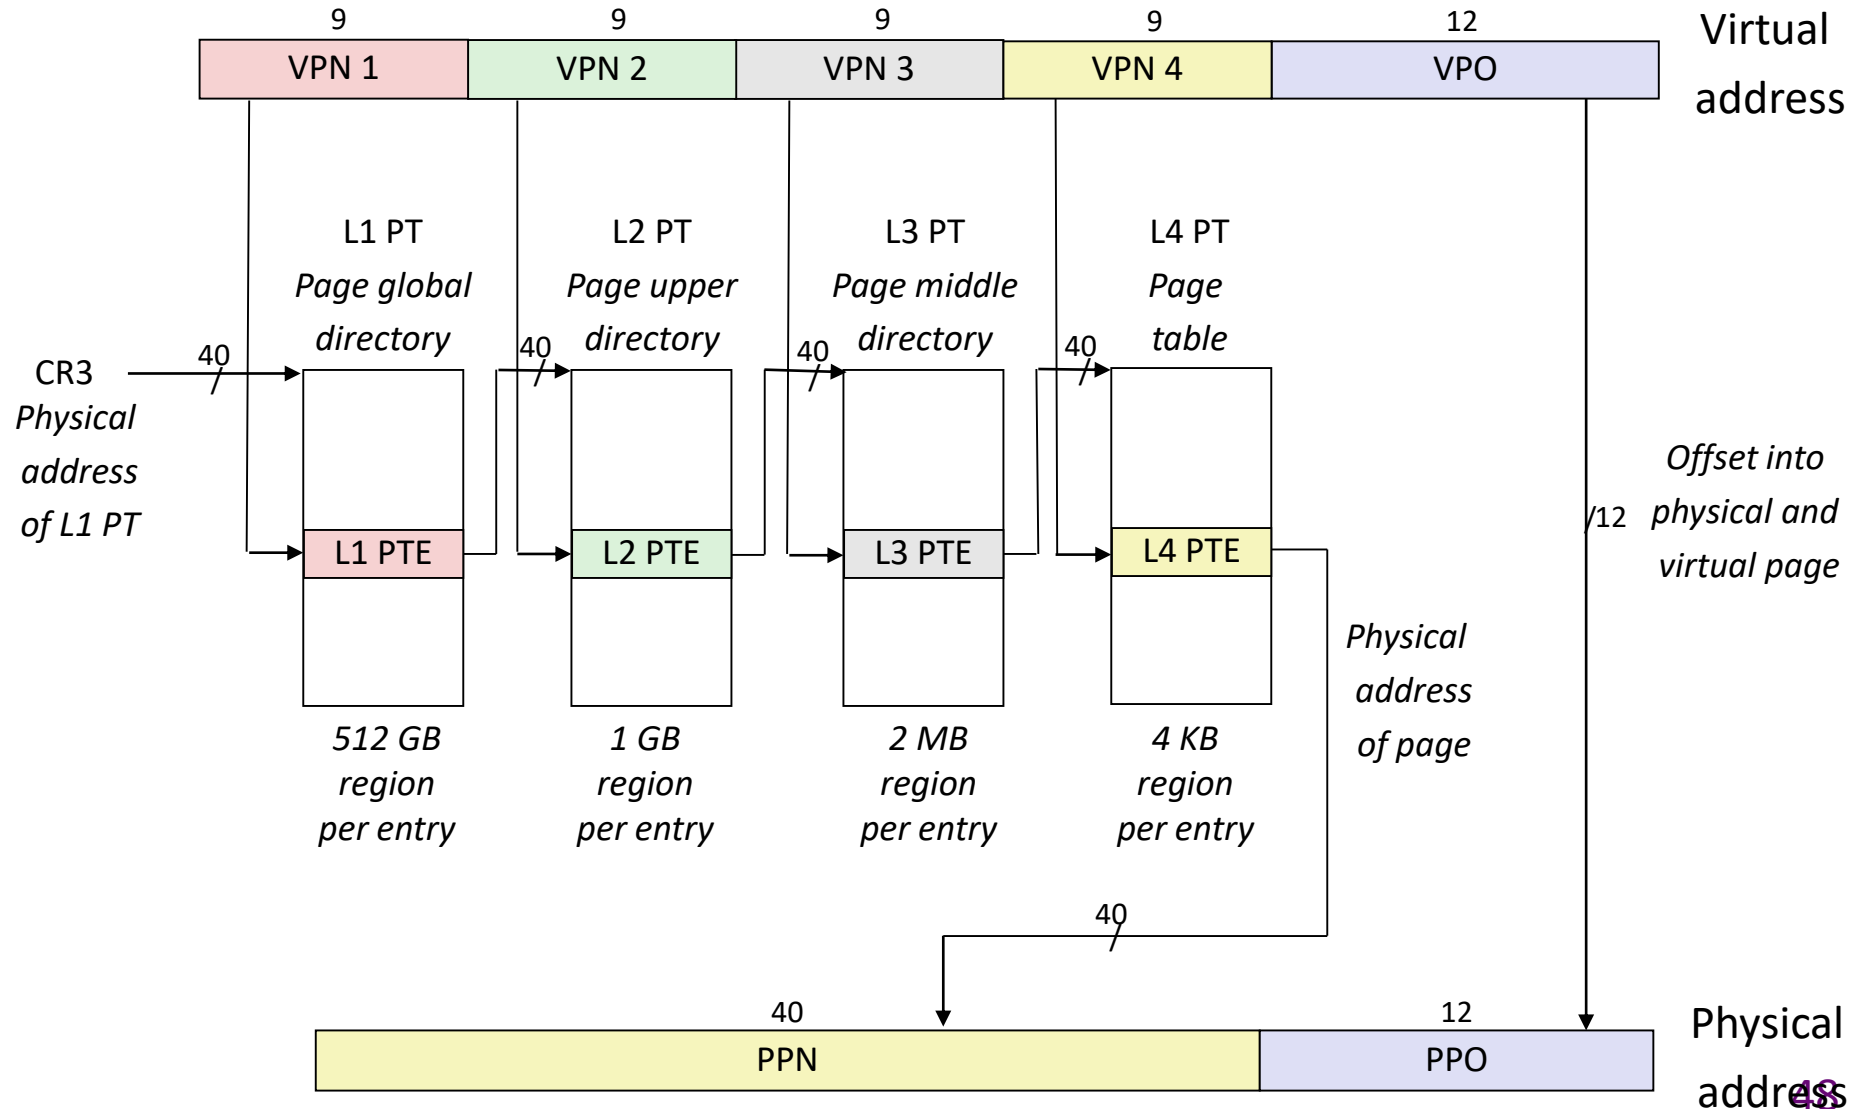 9 9 9 9 12
VPN 1 VPN 2 VPN 3 VPN 4 VPO
Virtual
address
L1 PT
Page global
directory
L2 PT
Page upper
directory
L3 PT
Page middle
directory
L4 PT
Page
table
CR3
Physical
address
of L1 PT
40
40
40
40
L1 PTE
L2 PTE
L3 PTE
L4 PTE
/12
Offset into
physical and
virtual page
512 GB
region
per entry
1 GB
region
per entry
2 MB
region
per entry
4 KB
region
per entry
Physical
address
of page
40
40 12
PPN PPO
Physical
address
48